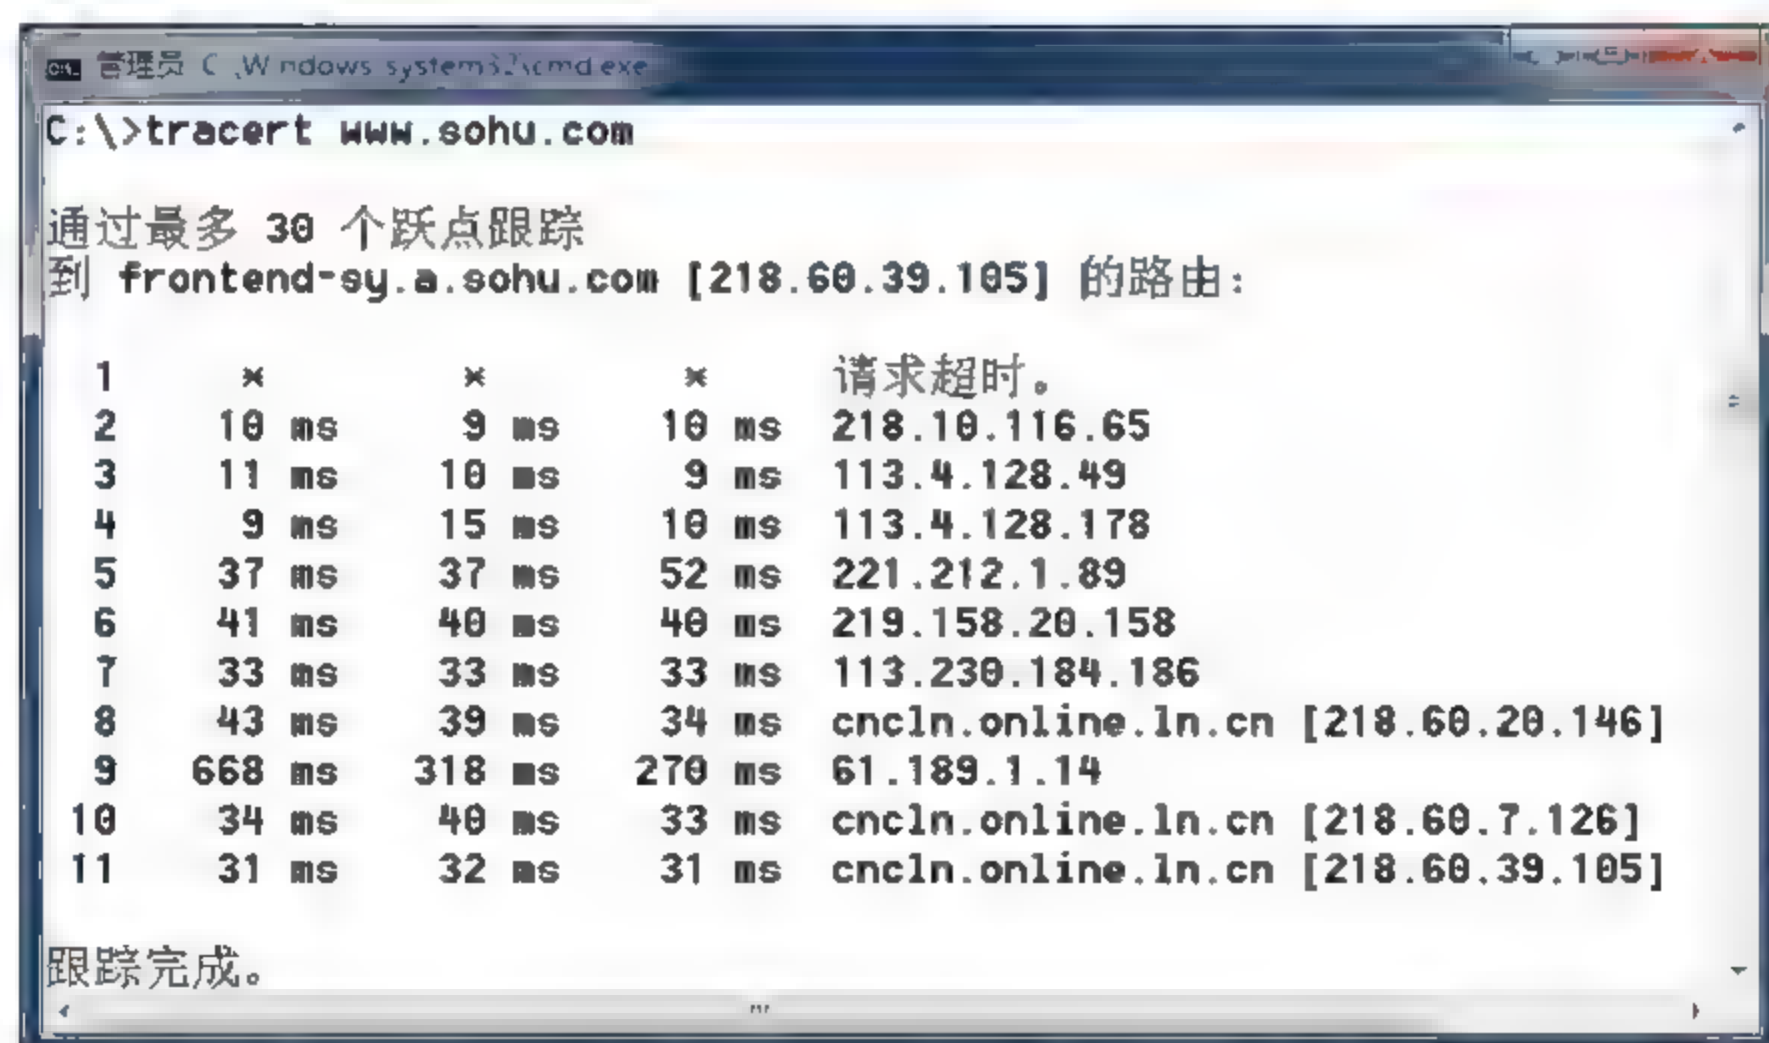 管理员 C:\Windows\system32\cmd.exe
C:\>tracert www.sohu.com
通过最多 30 个跃点跟踪
到 frontend-sy.a.sohu.com [218.60.39.105] 的路由:
1 * * * 请求超时。
2 10 ms 9 ms 10 ms 218.10.116.65
3 11 ms 10 ms 9 ms 113.4.128.49
4 9 ms 15 ms 10 ms 113.4.128.178
5 37 ms 37 ms 52 ms 221.212.1.89
6 41 ms 40 ms 40 ms 219.158.20.158
7 33 ms 33 ms 33 ms 113.230.184.186
8 43 ms 39 ms 34 ms cncln.online.ln.cn [218.60.20.146]
9 668 ms 318 ms 270 ms 61.189.1.14
10 34 ms 40 ms 33 ms cncln.online.ln.cn [218.60.7.126]
11 31 ms 32 ms 31 ms cncln.online.ln.cn [218.60.39.105]
跟踪完成。